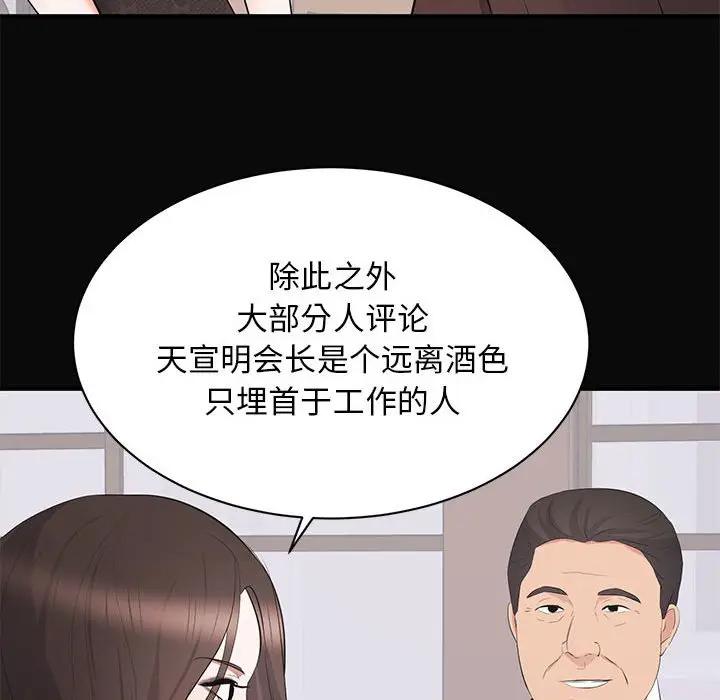 除此之外
大部分人评论
天宣明会长是个远离酒色
只埋首于工作的人